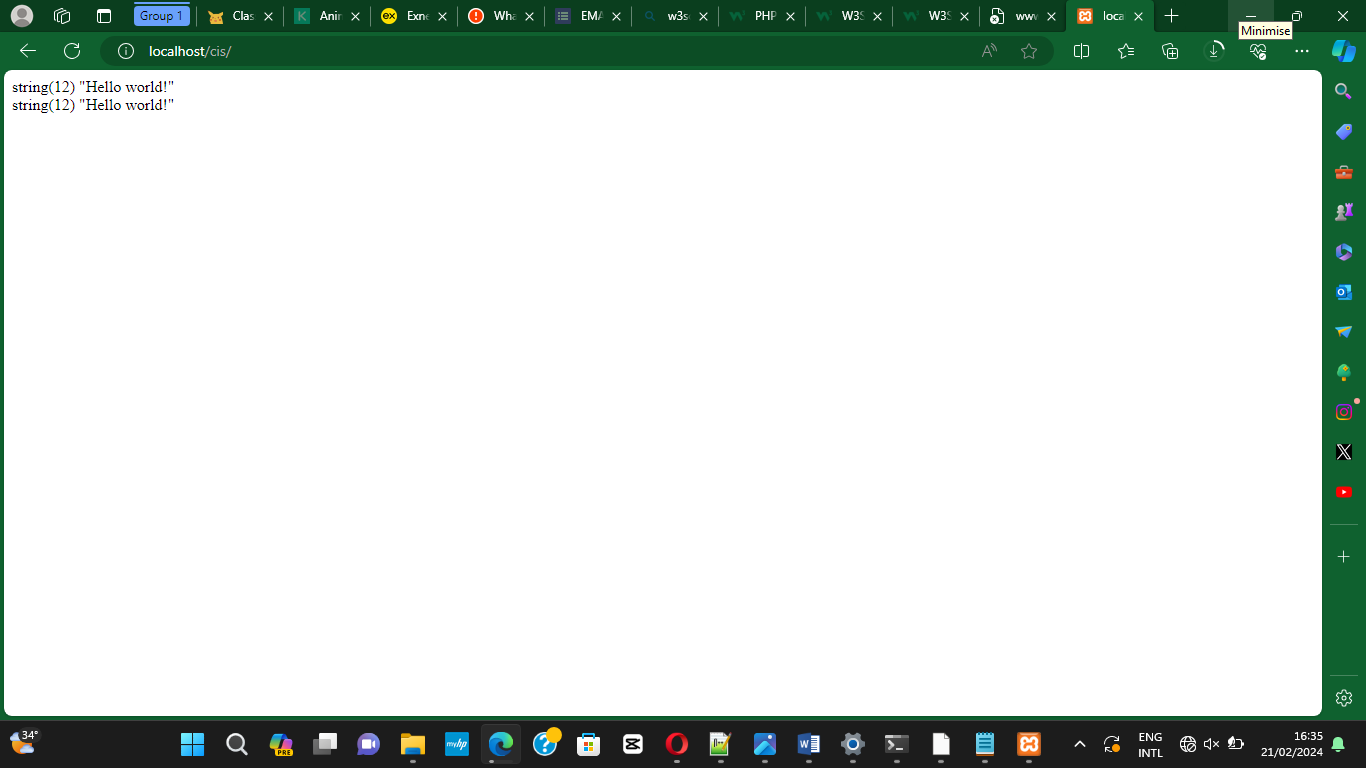 Group 1
Clas
Anir
Exne
Wha
EMA
w3s
PHP
W3S
W3S
www
loca
Minimise
localhost/cis/
string(12) "Hello world!"
string(12) "Hello world!"
34°
PRE
myhp
ENG
INTL
16:35
21/02/2024